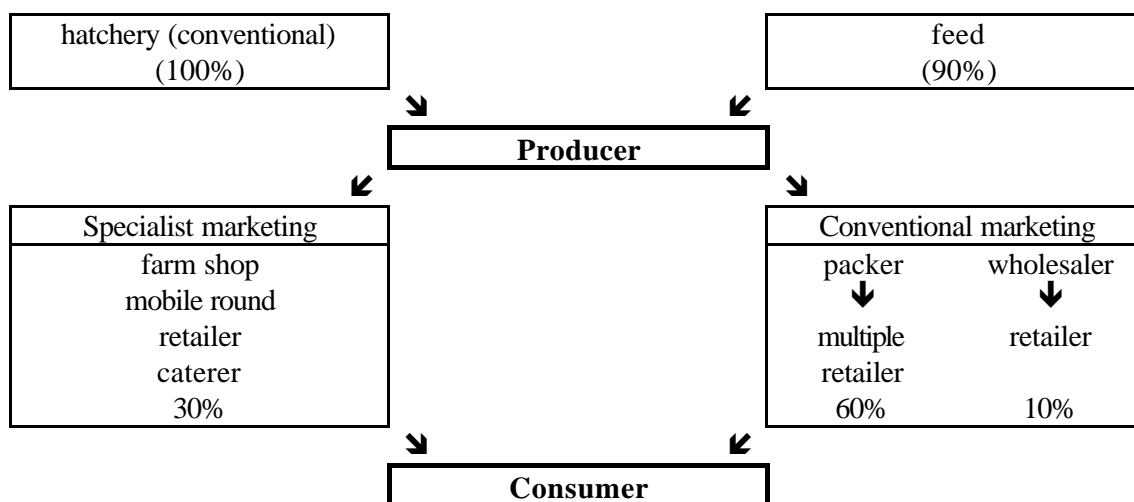 hatchery (conventional)
(100%)
feed
(90%)
Producer
Specialist marketing
farm shop
mobile round
retailer
caterer
30%
Conventional marketing
packer wholesaler
multiple retailer
retailer
60% 10%
Consumer